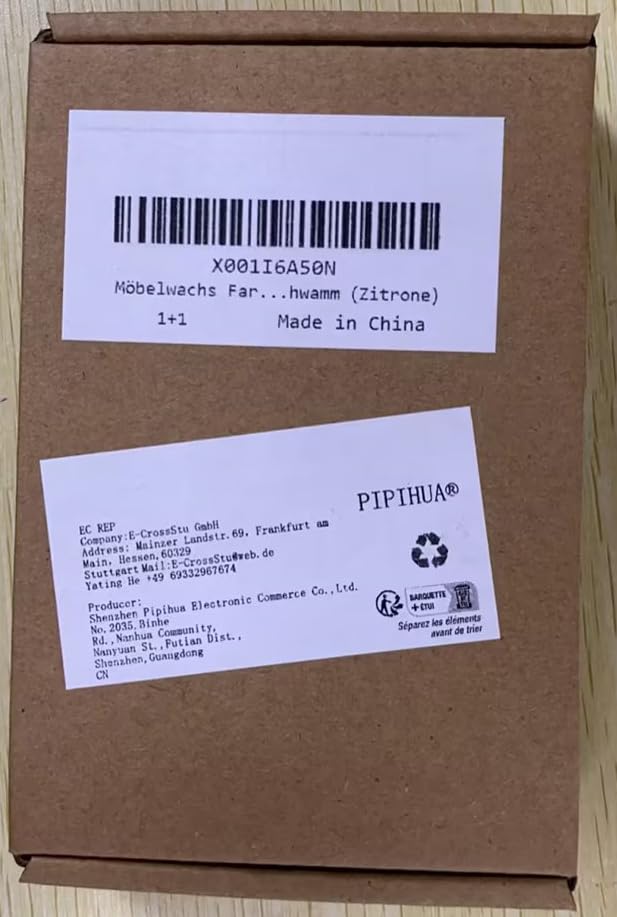 X001I6A50N
Möbelwachs Far...hwamm (Zitrone)
1+1 Made in China
PIPIHUA®
EC REP
Company:E-CrossStu GmbH
Address: Mainzer Landstr.69, Frankfurt am
Main, Hessen,60329
Stuttgart Mail:E-CrossStu@web.de
Yating He +49 69332967674
Producer:
Shenzhen Pipihua Electronic Commerce Co.,Ltd.
No.2035,Binhe
Rd.,Nanhua Community,
Nanyuan St.,Futian Dist.,
Shenzhen,Guangdong
CN
BARQUETTE
+ ÉTUI
Séparez les éléments
avant de trier